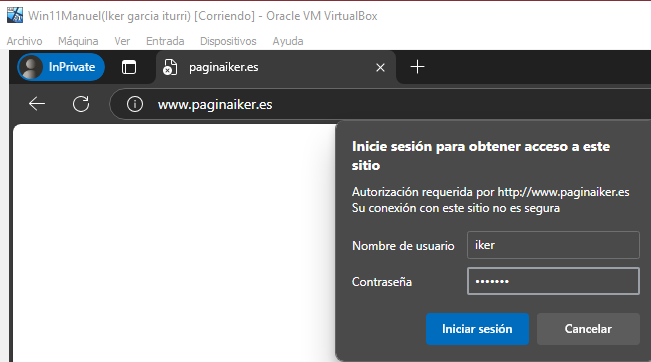 Win11Manuel(Iker garcia iturri) [Corriendo] - Oracle VM VirtualBox
Archivo Máquina Ver Entrada Dispositivos Ayuda
InPrivate
paginaiker.es
www.paginaiker.es
Inicie sesión para obtener acceso a este
sitio
Autorización requerida por http://www.paginaiker.es
Su conexión con este sitio no es segura
Nombre de usuario iker
Contraseña •••••••
Iniciar sesión Cancelar